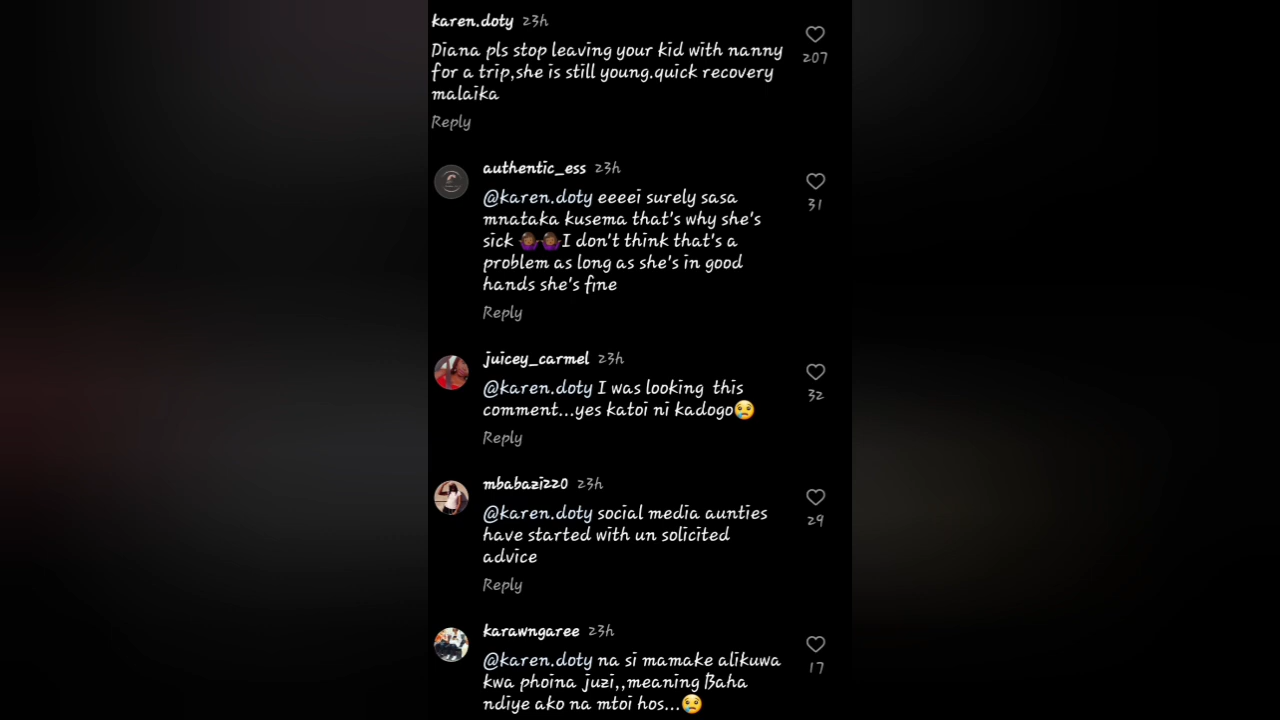 karen.doty 23h
Diana pls stop leaving your kid with nanny
for a trip,she is still young.quick recovery
malaika
207
Reply
authentic_ess 23h
@karen.doty eeeei surely sasa
mnataka kusema that's why she's
sick 🤷🏾‍♀️🤷🏾‍♀️I don't think that's a
problem as long as she's in good
hands she's fine
31
Reply
juicey_carmel 23h
@karen.doty I was looking this
comment...yes katoi ni kadogo😢
32
Reply
mbabazi220 23h
@karen.doty social media aunties
have started with un solicited
advice
29
Reply
karawngaree 23h
@karen.doty na si mamake alikuwa
kwa phoina juzi,,meaning Baha
ndiye ako na mtoi hos...😢
17